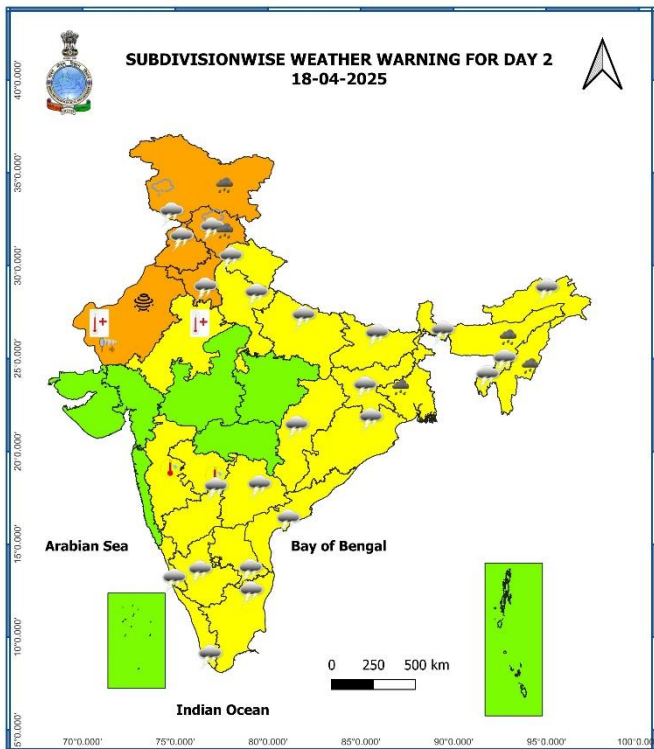 SUBDIVISIONWISE WEATHER WARNING FOR DAY 2
18-04-2025
40°0.000'
35°0.000'
30°0.000'
25°0.000'
20°0.000'
15°0.000'
10°0.000'
5°0.000'
Arabian Sea
Bay of Bengal
0 250 500 km
Indian Ocean
70°0.000' 75°0.000' 80°0.000' 85°0.000' 90°0.000' 95°0.000' 100°0.00